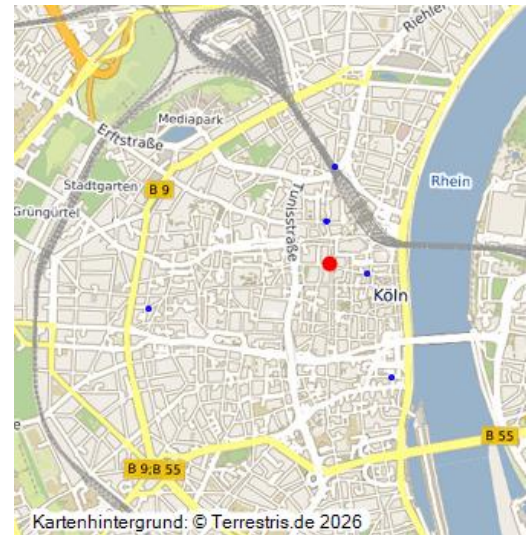 Riehler
Mediapark
Erftstraße
Stadtgarten
B 9
Rhein
Grüngürtel
Tunisstraße
Köln
B 55
B 9;B 55
Kartenhintergrund: © Terrestris.de 2026